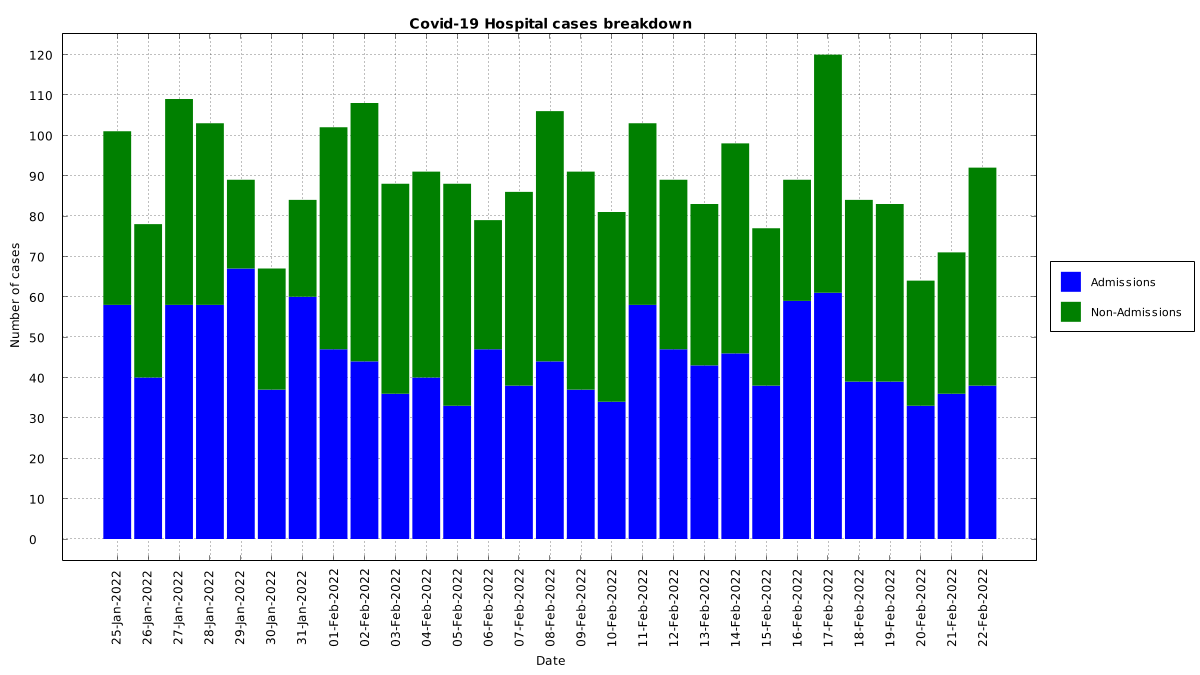 Covid-19 Hospital cases breakdown
120
110
100
90
80
70
60
50
40
30
20
10
0
Number of cases
25-Jan-2022
26-Jan-2022
27-Jan-2022
28-Jan-2022
29-Jan-2022
30-Jan-2022
31-Jan-2022
01-Feb-2022
02-Feb-2022
03-Feb-2022
04-Feb-2022
05-Feb-2022
06-Feb-2022
07-Feb-2022
08-Feb-2022
09-Feb-2022
10-Feb-2022
11-Feb-2022
12-Feb-2022
13-Feb-2022
14-Feb-2022
15-Feb-2022
16-Feb-2022
17-Feb-2022
18-Feb-2022
19-Feb-2022
20-Feb-2022
21-Feb-2022
22-Feb-2022
Date
Admissions
Non-Admissions